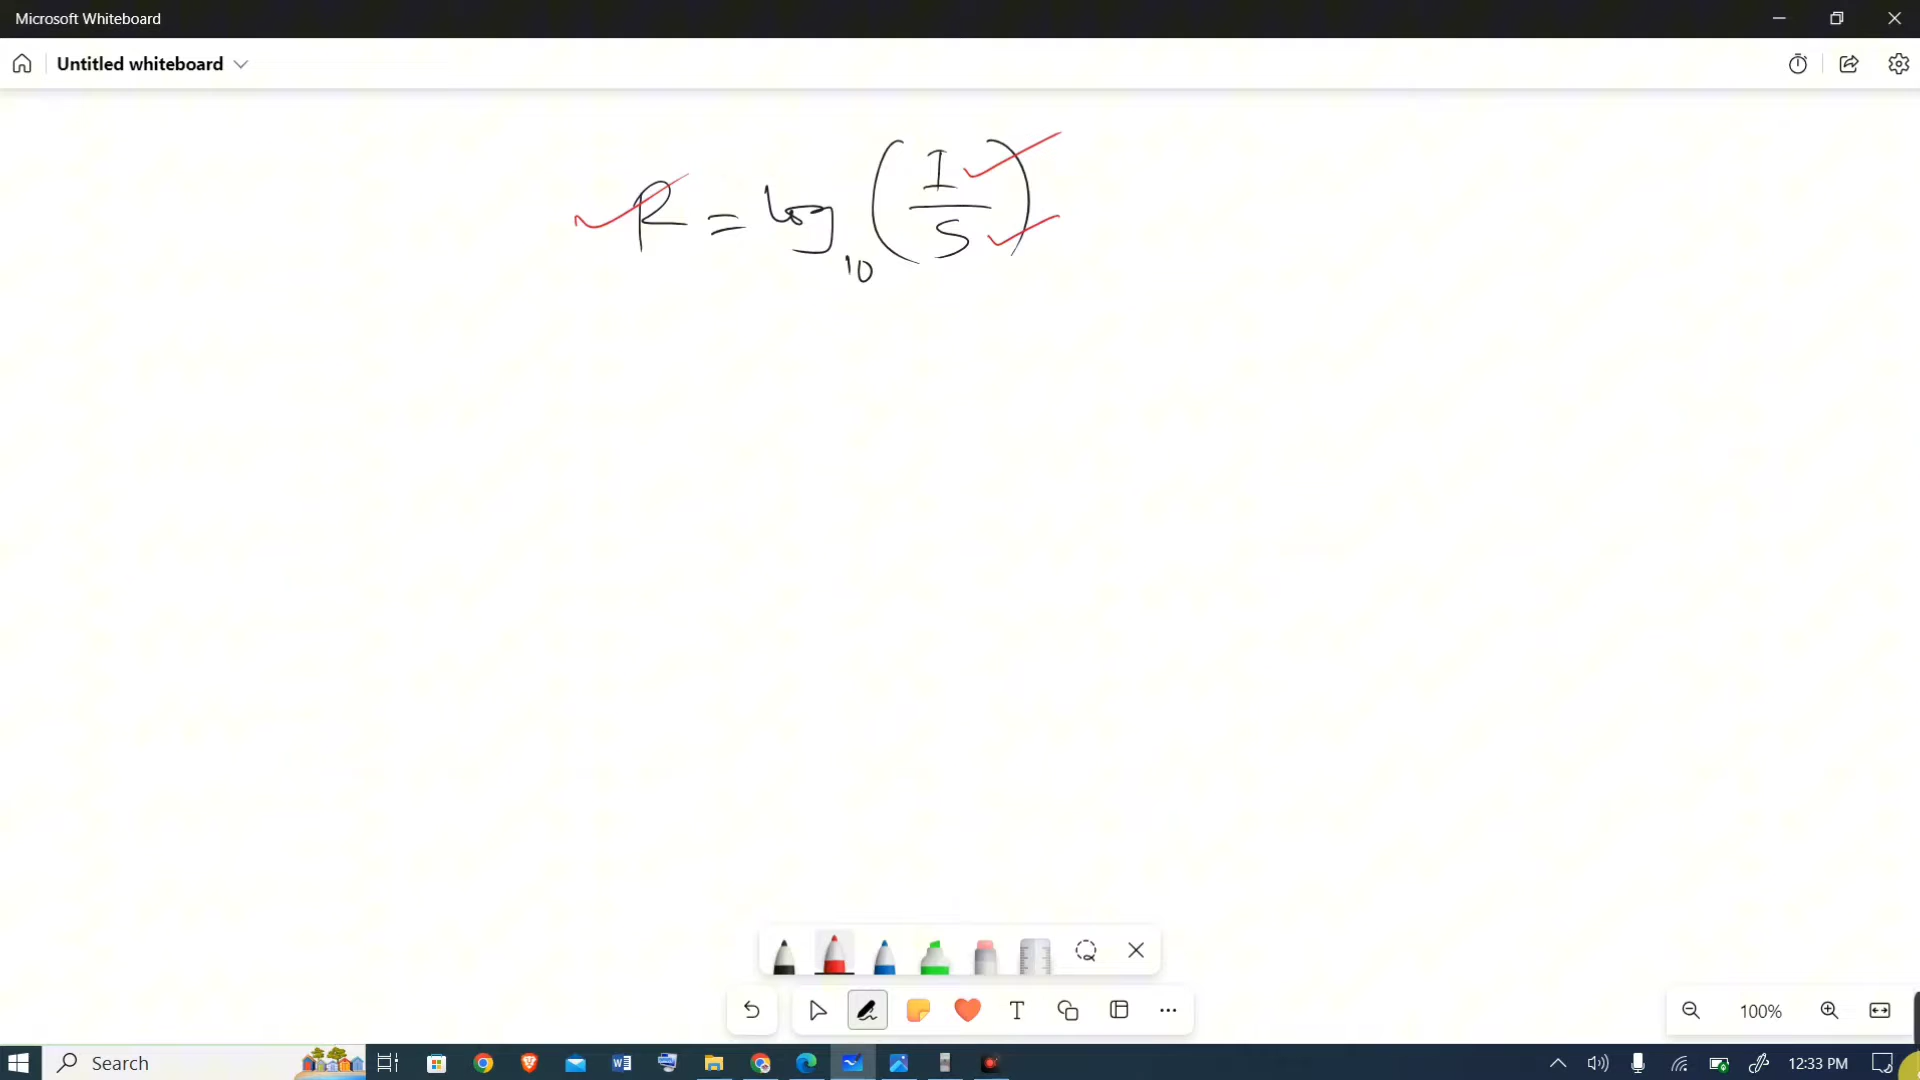 Microsoft Whiteboard
Untitled whiteboard
R = log₁₀ (I/S)
100%
Search
12:33 PM